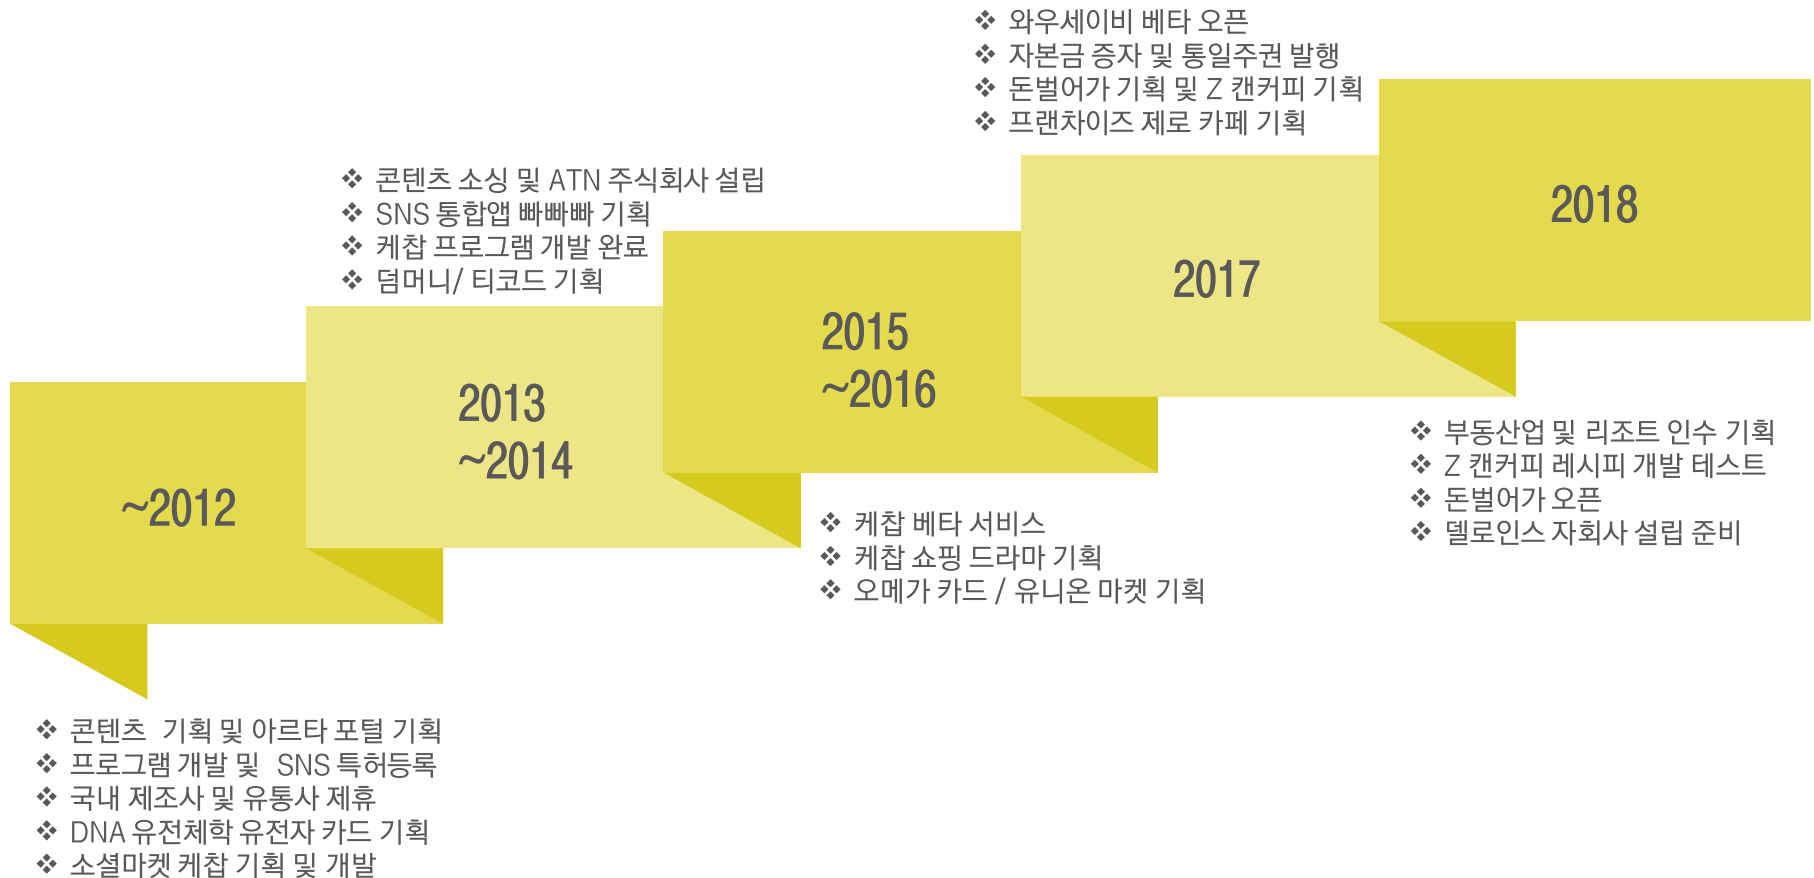 ~2012
❖ 콘텐츠 기획 및 아르타 포털 기획
❖ 프로그램 개발 및 SNS 특허등록
❖ 국내 제조사 및 유통사 제휴
❖ DNA 유전체학 유전자 카드 기획
❖ 소셜마켓 케찹 기획 및 개발
2013
~2014
❖ 콘텐츠 소싱 및 ATN 주식회사 설립
❖ SNS 통합앱 빠빠빠 기획
❖ 케찹 프로그램 개발 완료
❖ 덤머니/ 티코드 기획
2015
~2016
❖ 케찹 베타 서비스
❖ 케찹 쇼핑 드라마 기획
❖ 오메가 카드 / 유니온 마켓 기획
2017
❖ 와우세이비 베타 오픈
❖ 자본금 증자 및 통일주권 발행
❖ 돈벌어가 기획 및 Z 캔커피 기획
❖ 프랜차이즈 제로 카페 기획
2018
❖ 부동산업 및 리조트 인수 기획
❖ Z 캔커피 레시피 개발 테스트
❖ 돈벌어가 오픈
❖ 델로인스 자회사 설립 준비